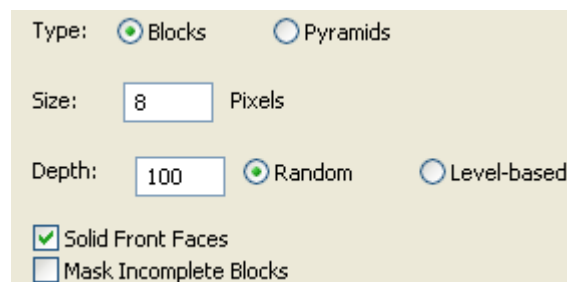 Type: Blocks Pyramids
Size: 8 Pixels
Depth: 100 Random Level-based
Solid Front Faces
Mask Incomplete Blocks